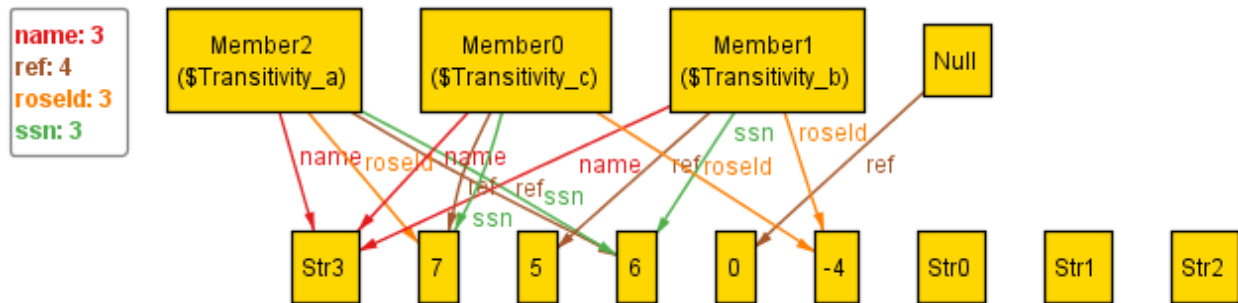 name: 3
ref: 4
roseId: 3
ssn: 3
Member2
($Transitivity_a)
Member0
($Transitivity_c)
Member1
($Transitivity_b)
Null
name
roseId
name
ref
ref
ssn
ssn
name
ref
roseId
ssn
roseId
ref
Str3
7
5
6
0
-4
Str0
Str1
Str2